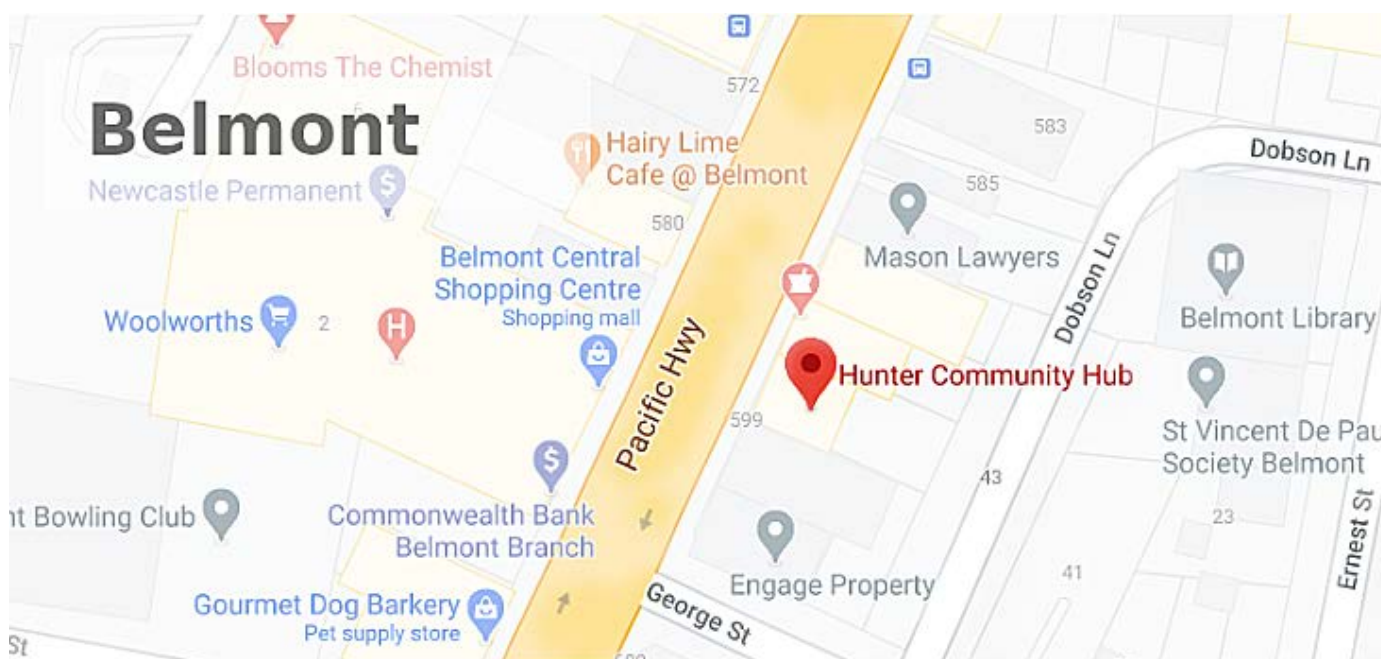 Blooms The Chemist
Belmont
6
Newcastle Permanent
572
Hairy Lime
Cafe @ Belmont
580
583
585
Dobson Ln
Mason Lawyers
Belmont Central
Shopping Centre
Shopping mall
Woolworths
2
H
Pacific Hwy
Dobson Ln
Belmont Library
Hunter Community Hub
599
St Vincent De Pau
Society Belmont
43
23
Ernest St
nt Bowling Club
Commonwealth Bank
Belmont Branch
Engage Property
41
Gourmet Dog Barkery
Pet supply store
George St
St